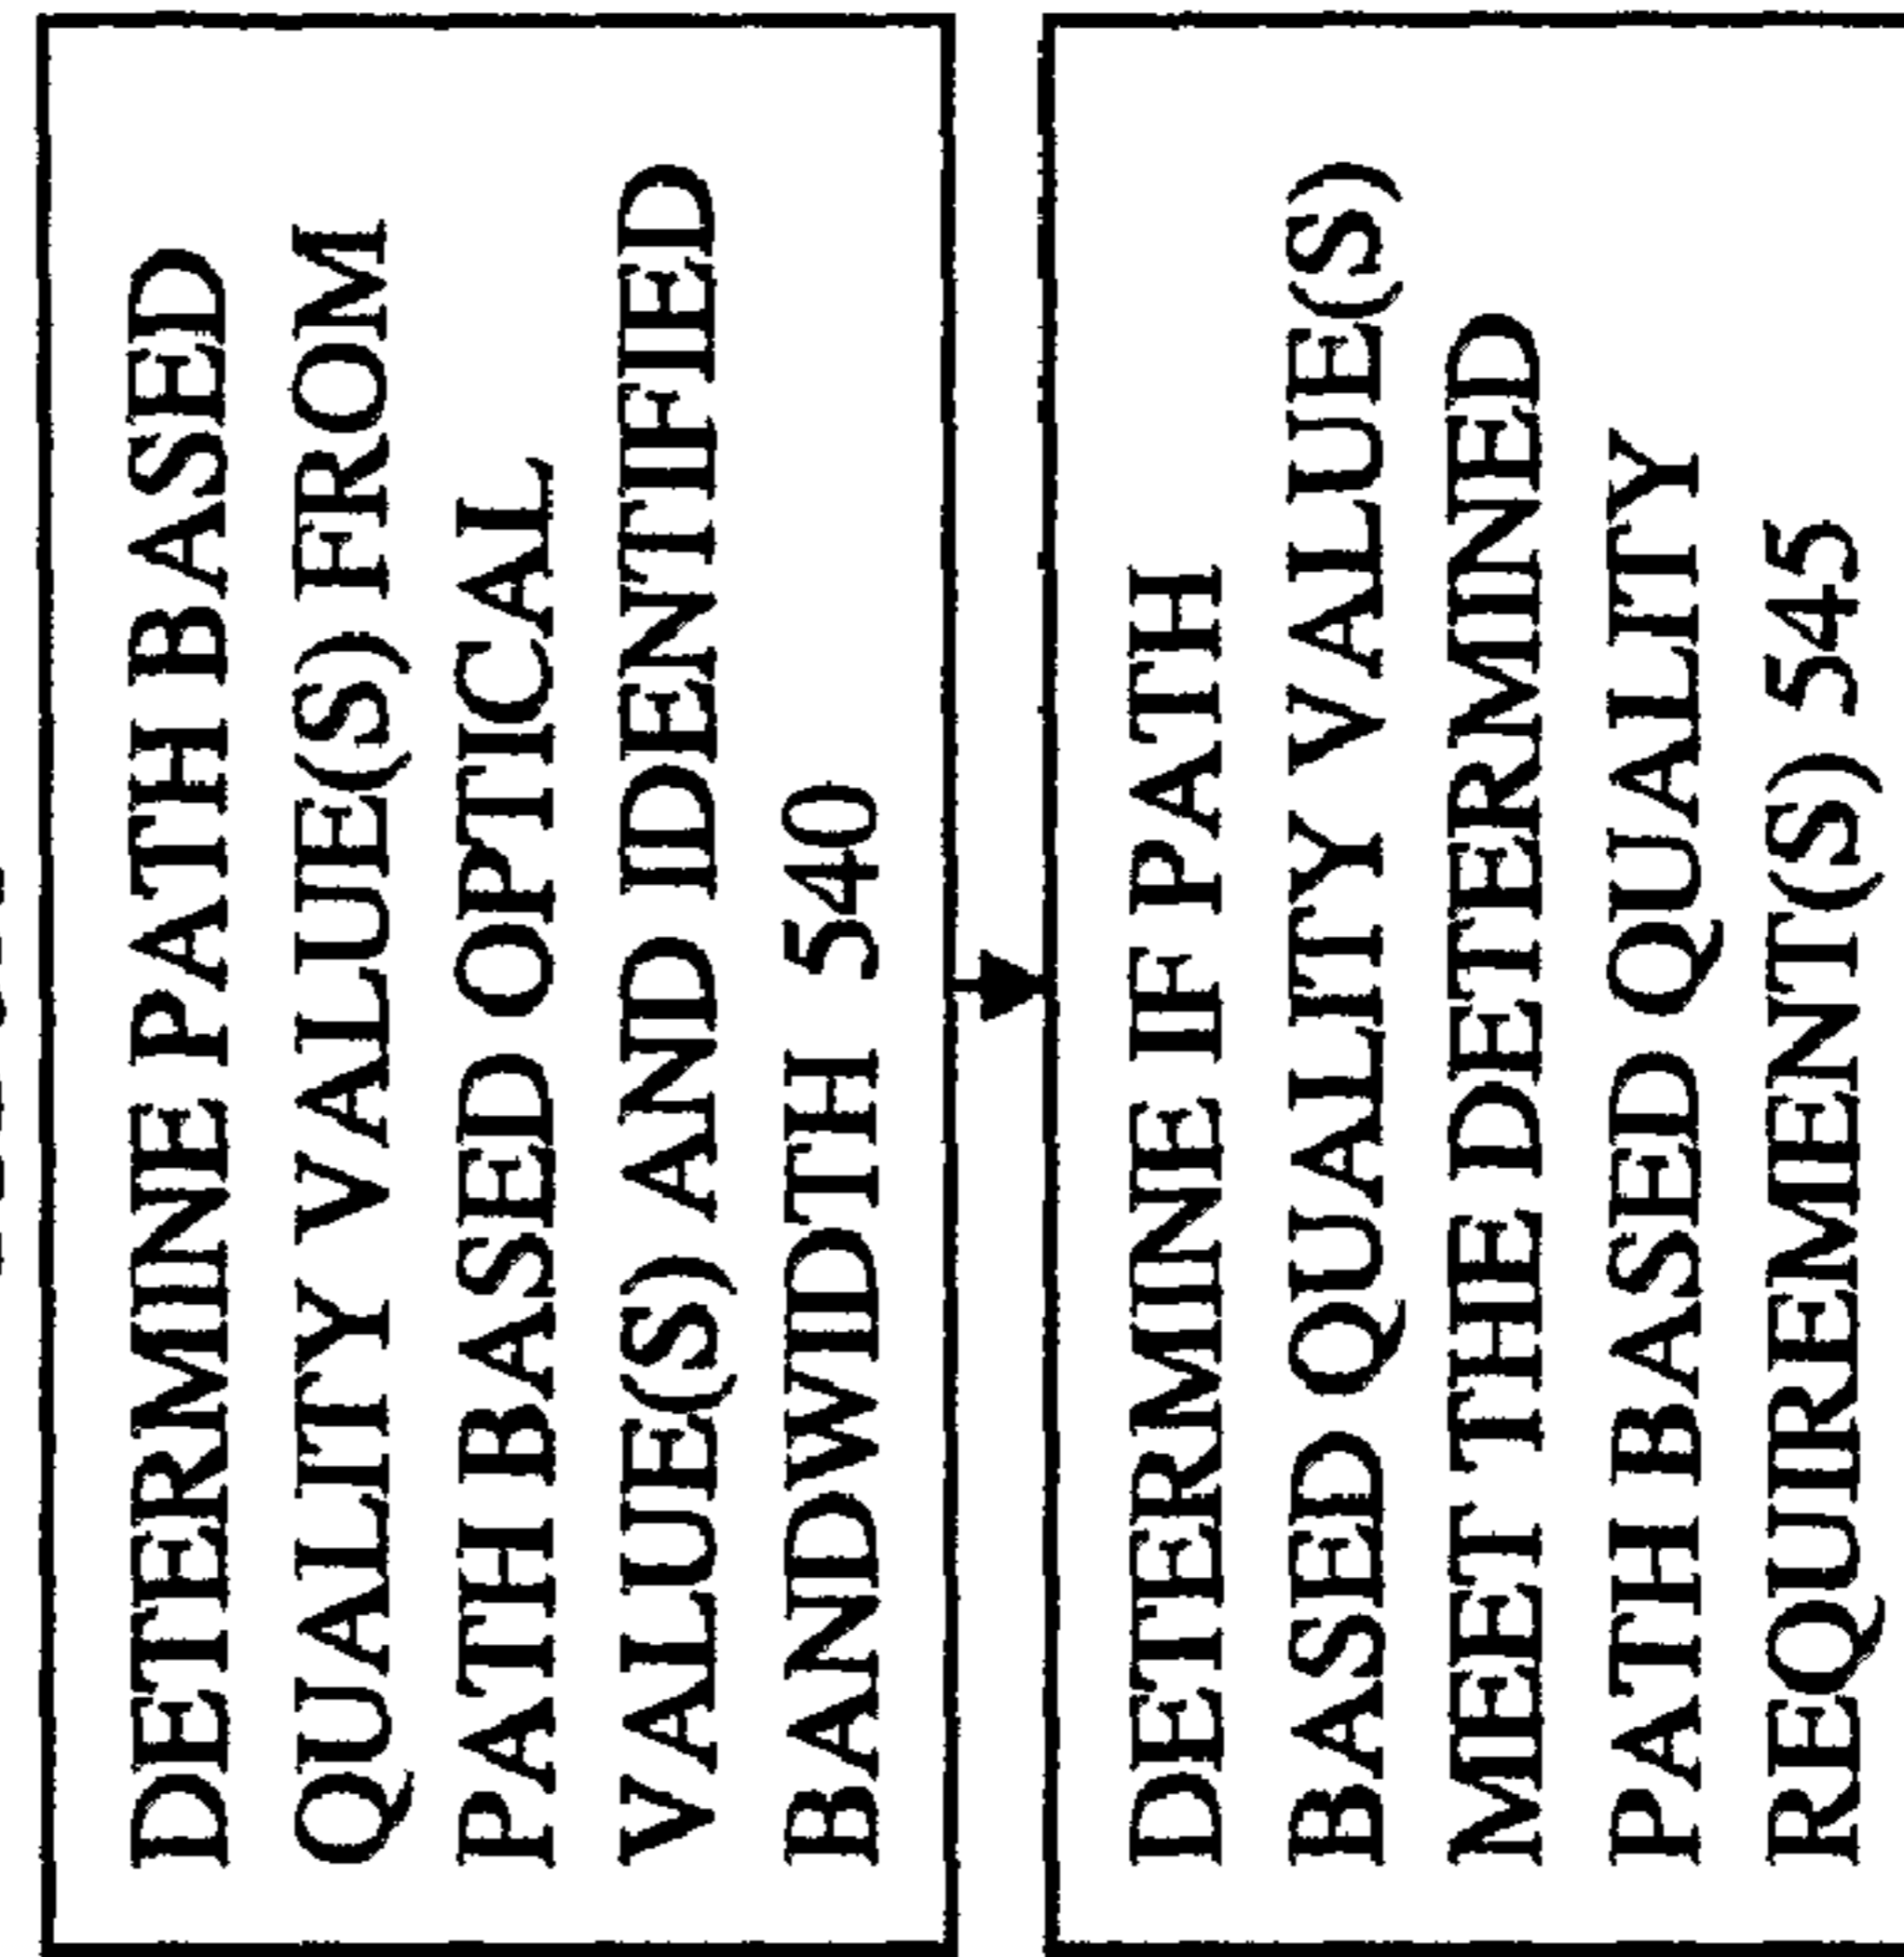 DETERMINE PATH BASED
QUALITY VALUE(S) FROM
PATH BASED OPTICAL
VALUE(S) AND IDENTIFIED
BANDWIDTH 540
DETERMINE IF PATH
BASED QUALITY VALUE(S)
MEET THE DETERMINED
PATH BASED QUALITY
REQUIREMENT(S) 545